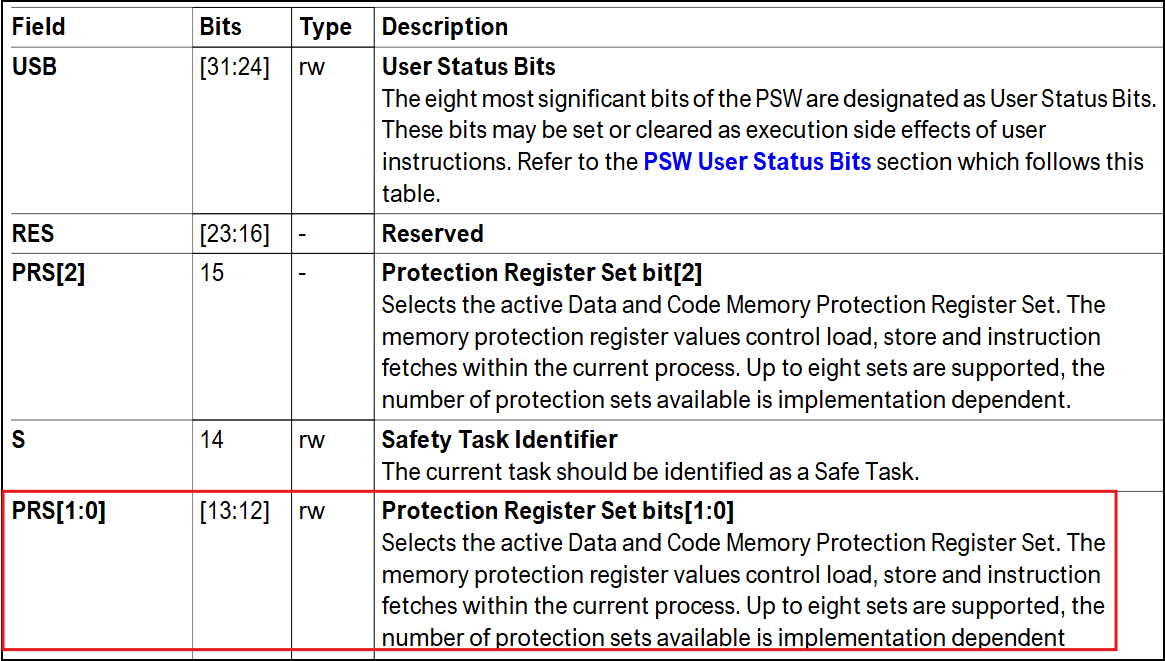 Field Bits Type Description
USB [31:24] rw User Status Bits
The eight most significant bits of the PSW are designated as User Status Bits.
These bits may be set or cleared as execution side effects of user
instructions. Refer to the PSW User Status Bits section which follows this
table.
RES [23:16] - Reserved
PRS[2] 15 - Protection Register Set bit[2]
Selects the active Data and Code Memory Protection Register Set. The
memory protection register values control load, store and instruction
fetches within the current process. Up to eight sets are supported, the
number of protection sets available is implementation dependent.
S 14 rw Safety Task Identifier
The current task should be identified as a Safe Task.
PRS[1:0] [13:12] rw Protection Register Set bits[1:0]
Selects the active Data and Code Memory Protection Register Set. The
memory protection register values control load, store and instruction
fetches within the current process. Up to eight sets are supported, the
number of protection sets available is implementation dependent